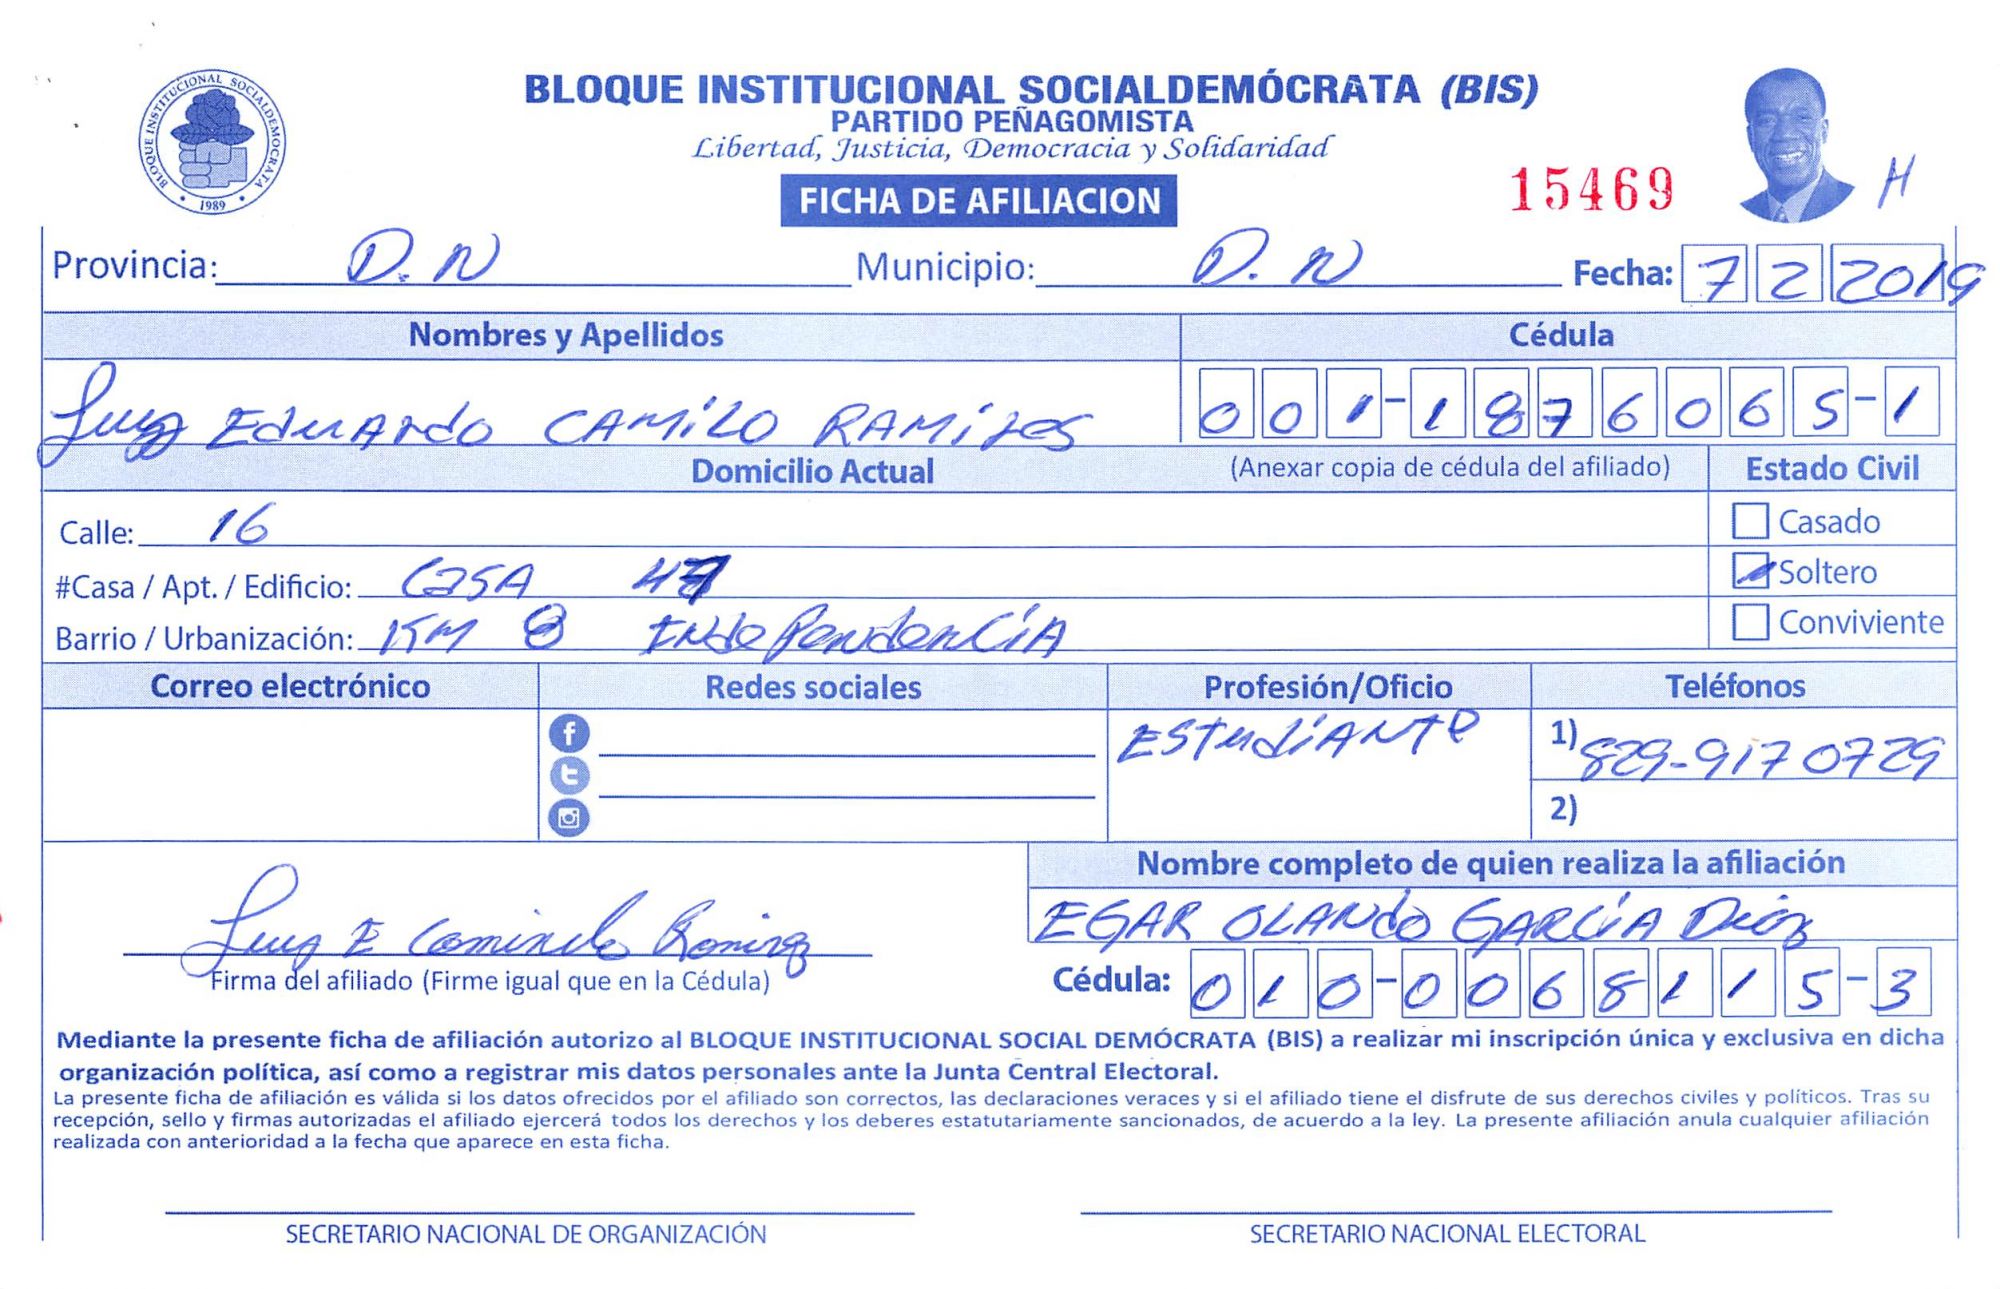 BLOQUE INSTITUCIONAL SOCIALDEMOCRATA
1989
BLOQUE INSTITUCIONAL SOCIALDEMÓCRATA (BIS)
PARTIDO PEÑAGOMISTA
Libertad, Justicia, Democracia y Solidaridad
FICHA DE AFILIACION
15469
H
Provincia: D.N Municipio: D.N Fecha: 7 2 2019
Nombres y Apellidos Cédula
Luis Eduardo CAMILO RAMIRES 001-1876065-1
Domicilio Actual (Anexar copia de cédula del afiliado) Estado Civil
Calle: 16 Casado
#Casa / Apt. / Edificio: CASA 47 Soltero
Barrio / Urbanización: KM 8 INdePendenCiA Conviviente
Correo electrónico Redes sociales Profesión/Oficio Teléfonos
ESTudiANTe 1) 829-917 0729
2)
Nombre completo de quien realiza la afiliación
EGAR OLANdo GARCíA Díaz
Luis E Camilo Ramirez
Firma del afiliado (Firme igual que en la Cédula) Cédula: 010-0068115-3
Mediante la presente ficha de afiliación autorizo al BLOQUE INSTITUCIONAL SOCIAL DEMÓCRATA (BIS) a realizar mi inscripción única y exclusiva en dicha
organización política, así como a registrar mis datos personales ante la Junta Central Electoral.
La presente ficha de afiliación es válida si los datos ofrecidos por el afiliado son correctos, las declaraciones veraces y si el afiliado tiene el disfrute de sus derechos civiles y políticos. Tras su
recepción, sello y firmas autorizadas el afiliado ejercerá todos los derechos y los deberes estatutariamente sancionados, de acuerdo a la ley. La presente afiliación anula cualquier afiliación
realizada con anterioridad a la fecha que aparece en esta ficha.
SECRETARIO NACIONAL DE ORGANIZACIÓN SECRETARIO NACIONAL ELECTORAL